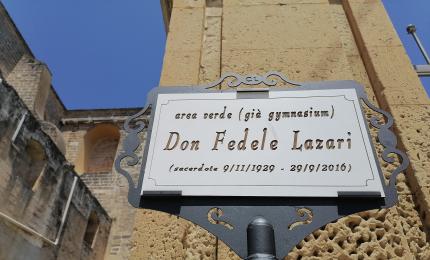 area verde (già gymnasium)
Don Fedele Lazari
(sacerdote 9/11/1929 - 29/9/2016)